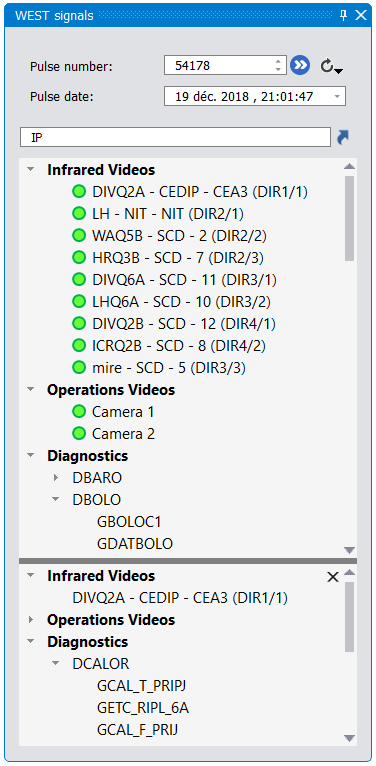 WEST signals
Pulse number: 54178
Pulse date: 19 déc. 2018 , 21:01:47
IP
Infrared Videos
DIVQ2A - CEDIP - CEA3 (DIR1/1)
LH - NIT - NIT (DIR2/1)
WAQ5B - SCD - 2 (DIR2/2)
HRQ3B - SCD - 7 (DIR2/3)
DIVQ6A - SCD - 11 (DIR3/1)
LHQ6A - SCD - 10 (DIR3/2)
DIVQ2B - SCD - 12 (DIR4/1)
ICRQ2B - SCD - 8 (DIR4/2)
mire - SCD - 5 (DIR3/3)
Operations Videos
Camera 1
Camera 2
Diagnostics
DBARO
DBOLO
GBOLOC1
GDATBOLO
Infrared Videos
DIVQ2A - CEDIP - CEA3 (DIR1/1)
Operations Videos
Diagnostics
DCALOR
GCAL_T_PRIPJ
GETC_RIPL_6A
GCAL_F_PRIJ